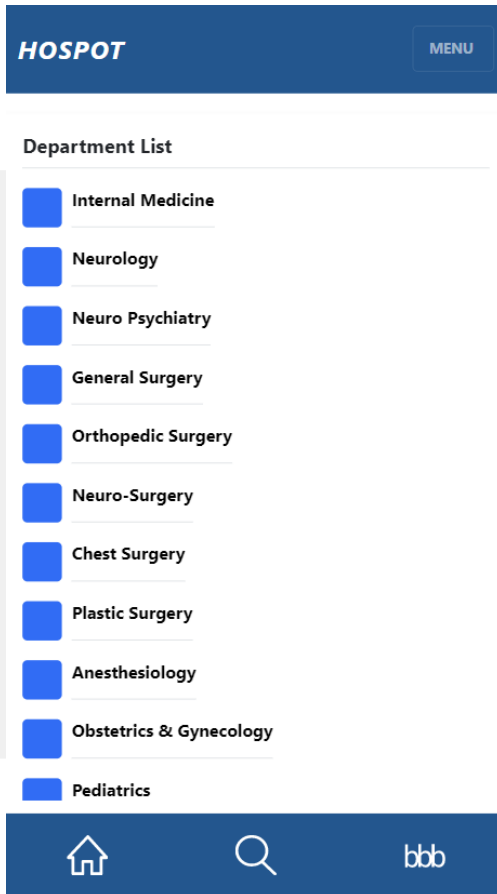 HOSPOT
MENU
Department List
Internal Medicine
Neurology
Neuro Psychiatry
General Surgery
Orthopedic Surgery
Neuro-Surgery
Chest Surgery
Plastic Surgery
Anesthesiology
Obstetrics & Gynecology
Pediatrics
bbb